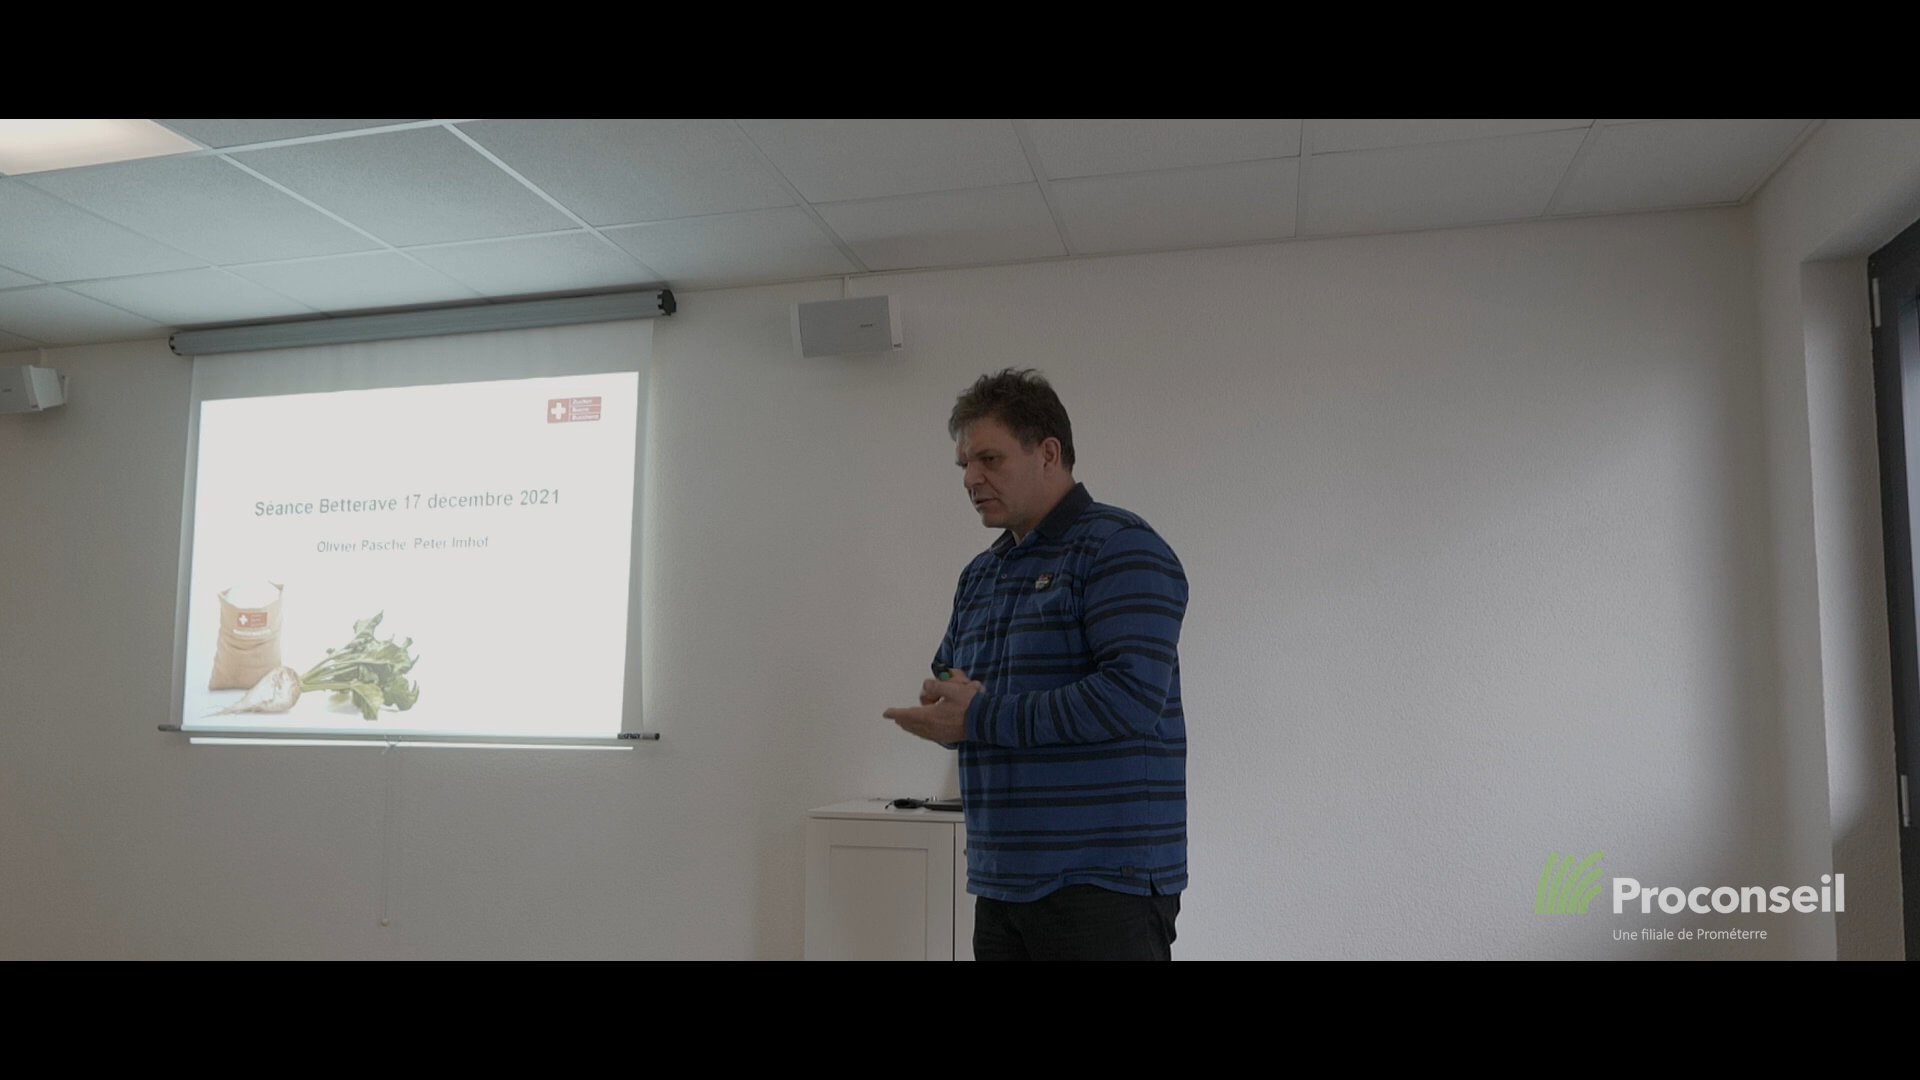 Séance Betterave 17 decembre 2021
Olivier Pasche Peter Imhof
Proconseil
Une filiale de Prométerre